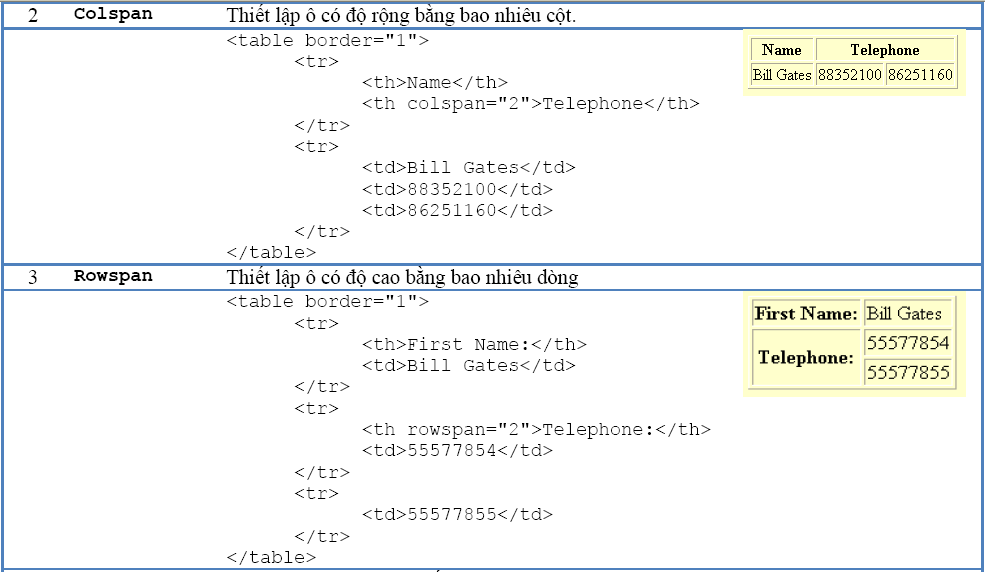 2 Colspan Thiết lập ô có độ rộng bằng bao nhiêu cột.
<table border="1">
<tr>
<th>Name</th>
<th colspan="2">Telephone</th>
</tr>
<tr>
<td>Bill Gates</td>
<td>88352100</td>
<td>86251160</td>
</tr>
</table>
Name Telephone
Bill Gates 88352100 86251160
3 Rowspan Thiết lập ô có độ cao bằng bao nhiêu dòng
<table border="1">
<tr>
<th>First Name:</th>
<td>Bill Gates</td>
</tr>
<tr>
<th rowspan="2">Telephone:</th>
<td>55577854</td>
</tr>
<tr>
<td>55577855</td>
</tr>
</table>
First Name: Bill Gates
Telephone: 55577854
55577855